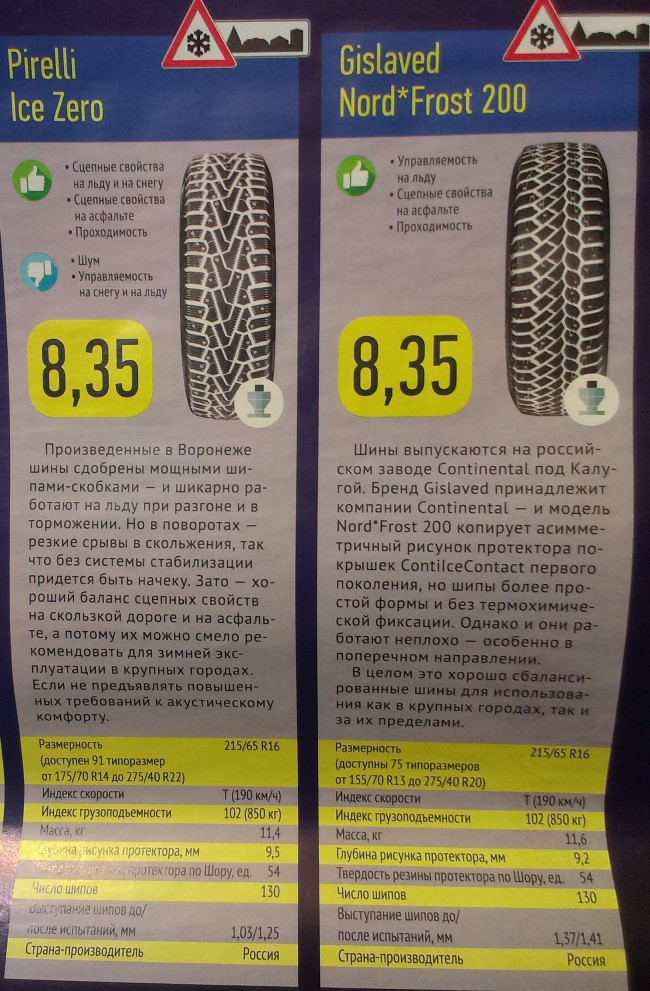 Pirelli
Ice Zero
• Сцепные свойства
на льду и на снегу
• Сцепные свойства
на асфальте
• Проходимость
• Шум
• Управляемость
на снегу и на льду
8,35
Произведенные в Воронеже
шины сдобрены мощными ши-
пами-скобками — и шикарно ра-
ботают на льду при разгоне и в
торможении. Но в поворотах —
резкие срывы в скольжения, так
что без системы стабилизации
придется быть начеку. Зато — хо-
роший баланс сцепных свойств
на скользкой дороге и на асфаль-
те, а потому их можно смело ре-
комендовать для зимней экс-
плуатации в крупных городах.
Если не предъявлять повышен-
ных требований к акустическому
комфорту.
Размерность 215/65 R16
(доступен 91 типоразмер
от 175/70 R14 до 275/40 R22)
Индекс скорости T (190 км/ч)
Индекс грузоподъемности 102 (850 кг)
Масса, кг 11,4
Глубина рисунка протектора, мм 9,5
протектора по Шору, ед. 54
Число шипов 130
Выступание шипов до/
после испытаний, мм 1,03/1,25
Страна-производитель Россия
Gislaved
Nord*Frost 200
• Управляемость
на льду
• Сцепные свойства
на асфальте
• Проходимость
8,35
Шины выпускаются на россий-
ском заводе Continental под Калу-
гой. Бренд Gislaved принадлежит
компании Continental — и модель
Nord*Frost 200 копирует асимме-
тричный рисунок протектора по-
крышек ContiIceContact первого
поколения, но шипы более про-
стой формы и без термохимиче-
ской фиксации. Однако и они ра-
ботают неплохо — особенно в
поперечном направлении.
В целом это хорошо сбаланси-
рованные шины для использова-
ния как в крупных городах, так и
за их пределами.
Размерность 215/65 R16
(доступны 75 типоразмеров
от 155/70 R13 до 275/40 R20)
Индекс скорости T (190 км/ч)
Индекс грузоподъемности 102 (850 кг)
Масса, кг 11,6
Глубина рисунка протектора, мм 9,2
Твердость резины протектора по Шору, ед. 54
Число шипов 130
Выступание шипов до/
после испытаний, мм 1,37/1,41
Страна-производитель Россия